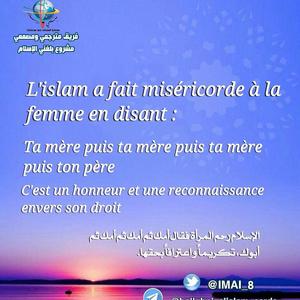 فريق مترجمي ومصممي
مشروع بلغني الإسلام
L'islam a fait miséricorde à la
femme en disant :
Ta mère puis ta mère puis ta mère
puis ton père
C'est un honneur et une reconnaissance
envers son droit
الإسلام رحم المرأة فقال أمك ثم أمك ثم أمك ثم
أبوك، تكريماً واعترافاً بحقها.
@IMAI_8